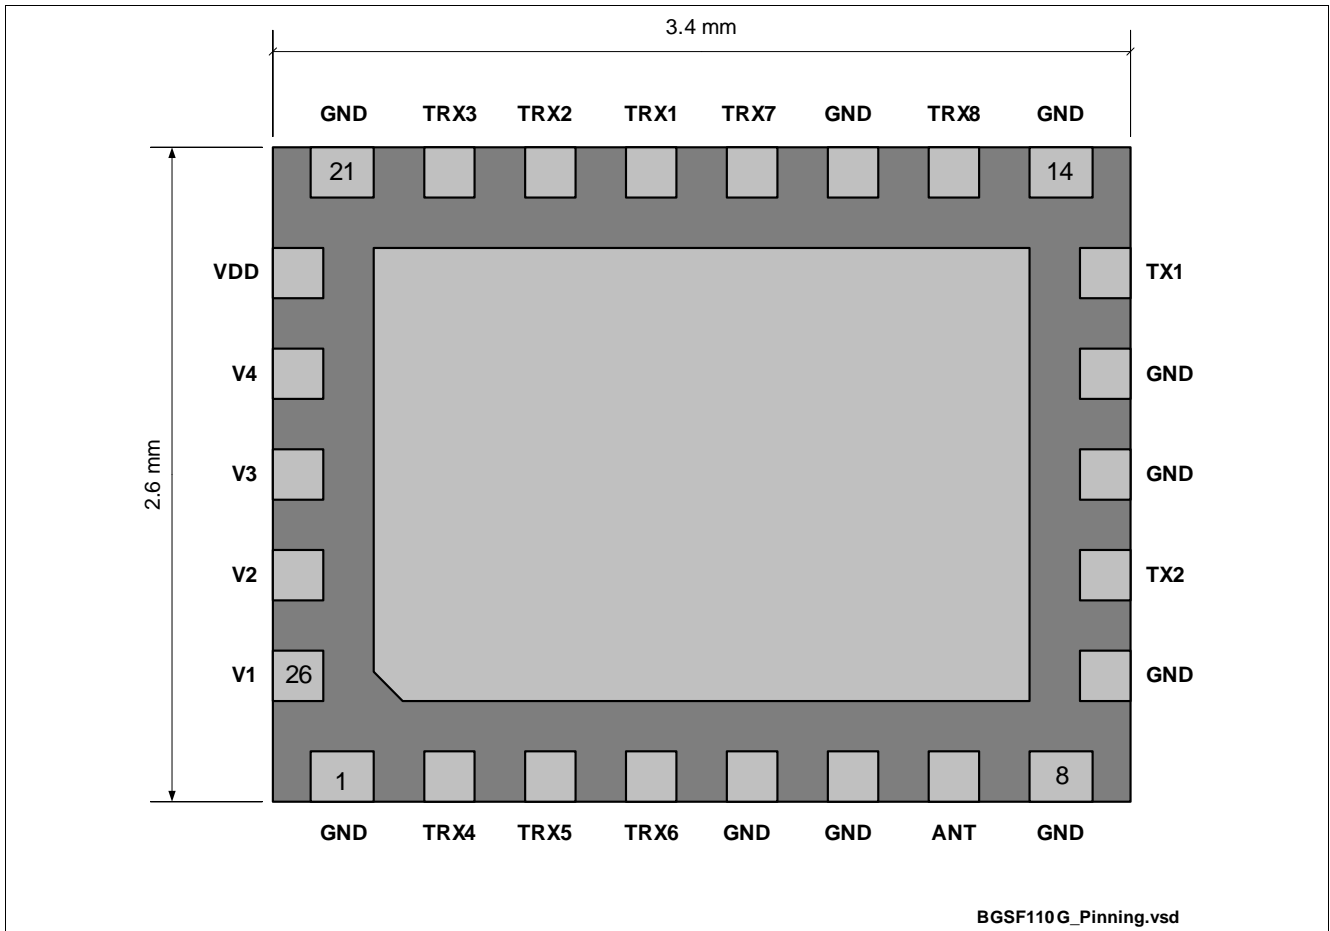 3.4 mm
GND TRX3 TRX2 TRX1 TRX7 GND TRX8 GND
21 14
VDD TX1
V4 GND
V3 GND
2.6 mm
V2 TX2
V1 26 GND
1 8
GND TRX4 TRX5 TRX6 GND GND ANT GND
BGSF110G_Pinning.vsd